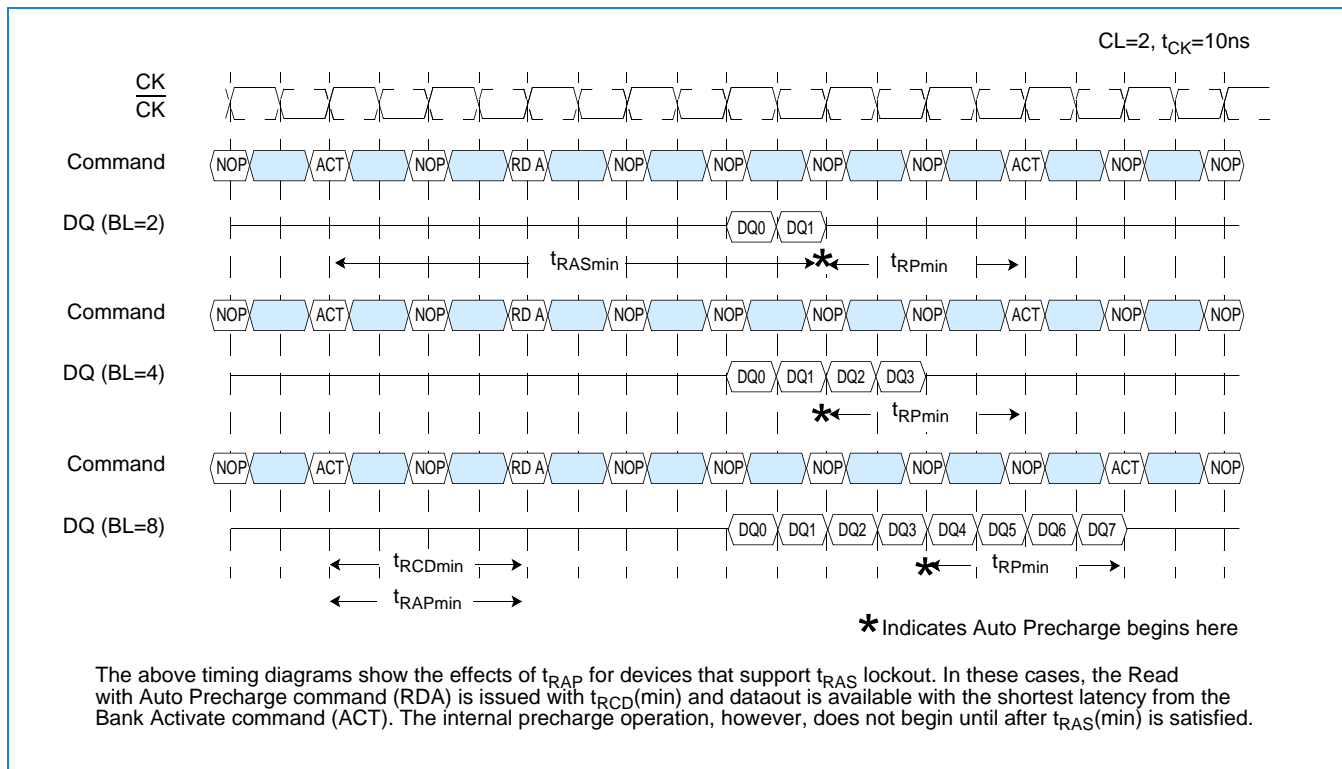 CL=2, tCK=10ns
CK
CK
Command NOP ACT NOP RD A NOP NOP NOP NOP ACT NOP NOP
DQ (BL=2) DQ0 DQ1
tRASmin * tRPmin
Command NOP ACT NOP RD A NOP NOP NOP NOP ACT NOP NOP
DQ (BL=4) DQ0 DQ1 DQ2 DQ3
* tRPmin
Command NOP ACT NOP RD A NOP NOP NOP NOP NOP ACT NOP
DQ (BL=8) DQ0 DQ1 DQ2 DQ3 DQ4 DQ5 DQ6 DQ7
tRCDmin * tRPmin
tRAPmin
* Indicates Auto Precharge begins here
The above timing diagrams show the effects of tRAP for devices that support tRAS lockout. In these cases, the Read
with Auto Precharge command (RDA) is issued with tRCD(min) and dataout is available with the shortest latency from the
Bank Activate command (ACT). The internal precharge operation, however, does not begin until after tRAS(min) is satisfied.